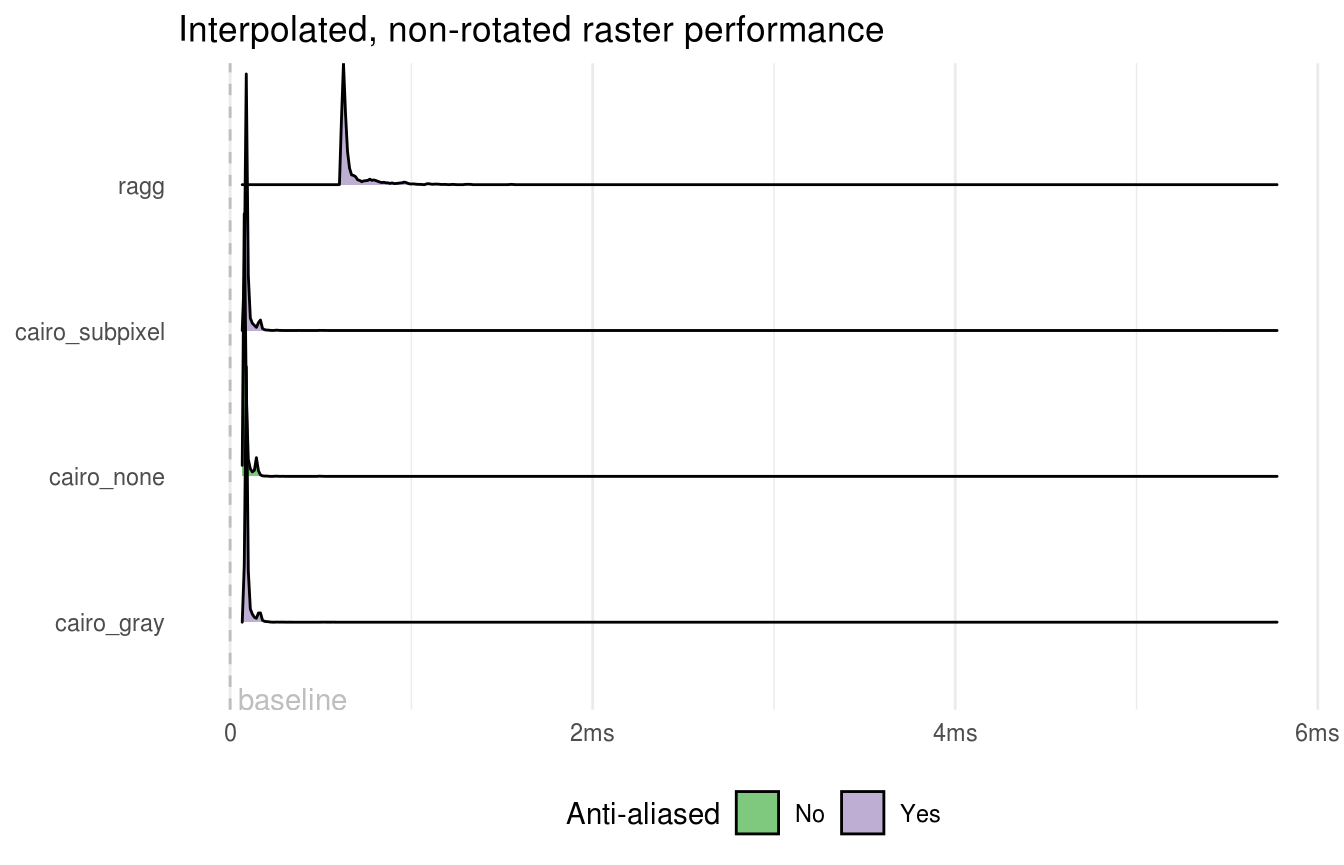 Interpolated, non-rotated raster performance
ragg
cairo_subpixel
cairo_none
cairo_gray
baseline
0 2ms 4ms 6ms
Anti-aliased No Yes